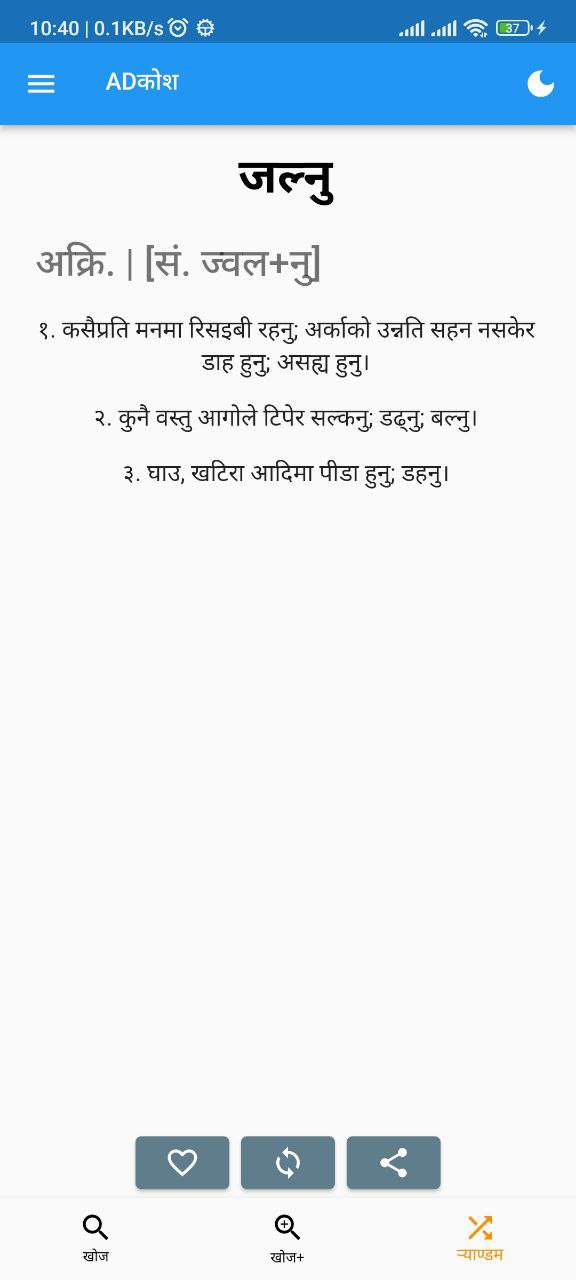 10:40 | 0.1KB/s
37
ADकोश
जल्नु
अक्रि. | [सं. ज्वल+नु]
१. कसैप्रति मनमा रिसइबी रहनु; अर्काको उन्नति सहन नसकेर
डाह हुनु; असह्य हुनु।
२. कुनै वस्तु आगोले टिपेर सल्कनु; डढ्नु; बल्नु।
३. घाउ, खटिरा आदिमा पीडा हुनु; डहनु।
खोज
खोज+
र्‍याण्डम